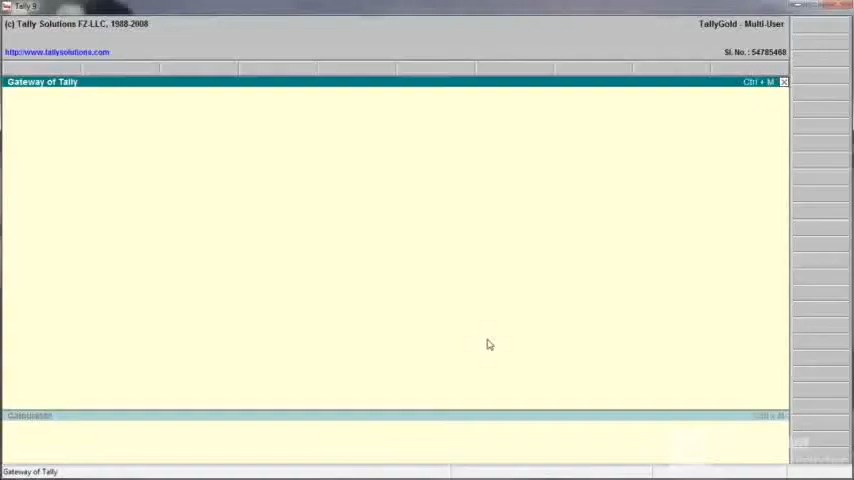 Tally 9
(c) Tally Solutions FZ-LLC, 1988-2008
TallyGold - Multi-User
http://www.tallysolutions.com
Sl. No. : 54785468
Gateway of Tally
Ctrl + M
Calculator
Ctrl + M
Gateway of Tally